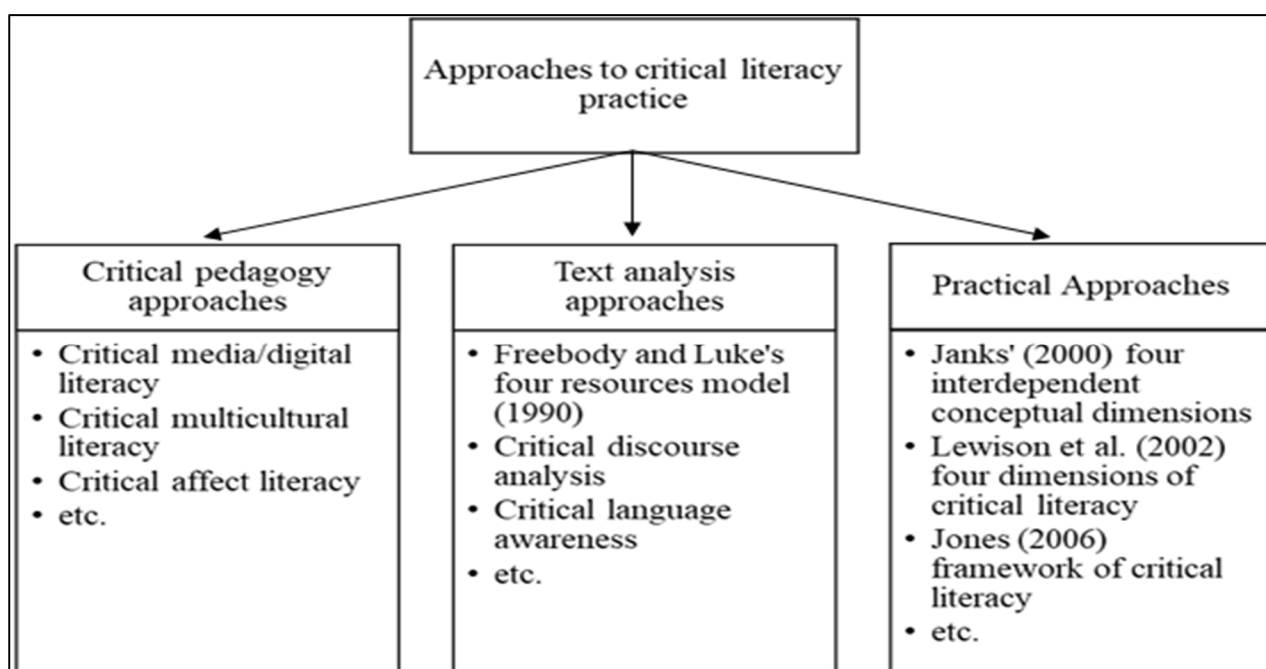 Approaches to critical literacy
practice
Critical pedagogy
approaches
• Critical media/digital
literacy
• Critical multicultural
literacy
• Critical affect literacy
• etc.
Text analysis
approaches
• Freebody and Luke's
four resources model
(1990)
• Critical discourse
analysis
• Critical language
awareness
• etc.
Practical Approaches
• Janks' (2000) four
interdependent
conceptual dimensions
• Lewison et al. (2002)
four dimensions of
critical literacy
• Jones (2006)
framework of critical
literacy
• etc.